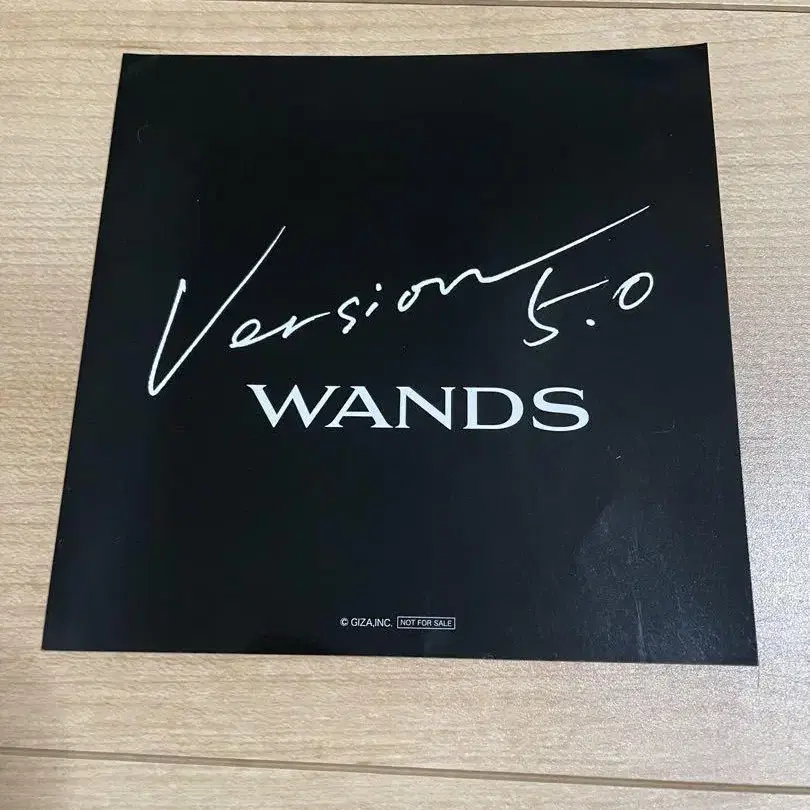 Version 5.0
WANDS
© GIZA,INC. NOT FOR SALE